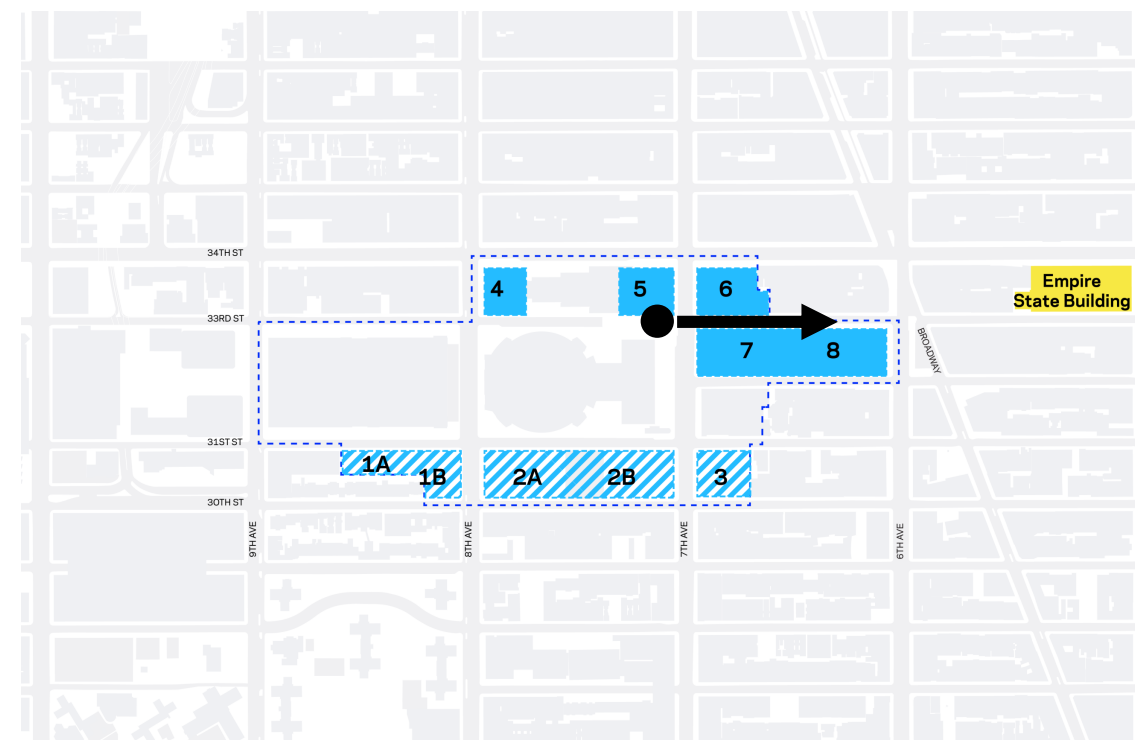 34TH ST
4
5
6
Empire
State Building
33RD ST
7
8
BROADWAY
31ST ST
1A
1B
2A
2B
3
30TH ST
9TH AVE
8TH AVE
7TH AVE
6TH AVE